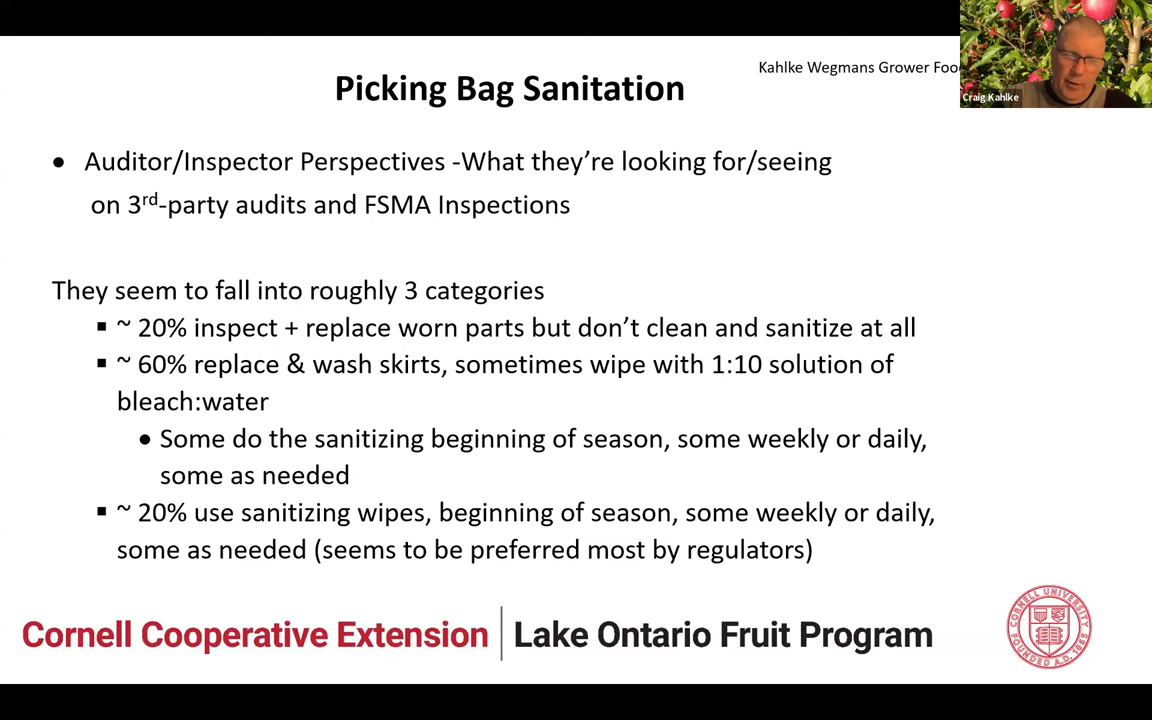 Kahlke Wegmans Grower Foo
Craig Kahlke
Picking Bag Sanitation
• Auditor/Inspector Perspectives -What they’re looking for/seeing
on 3rd-party audits and FSMA Inspections
They seem to fall into roughly 3 categories
▪ ~ 20% inspect + replace worn parts but don’t clean and sanitize at all
▪ ~ 60% replace & wash skirts, sometimes wipe with 1:10 solution of
bleach:water
• Some do the sanitizing beginning of season, some weekly or daily,
some as needed
▪ ~ 20% use sanitizing wipes, beginning of season, some weekly or daily,
some as needed (seems to be preferred most by regulators)
Cornell Cooperative Extension | Lake Ontario Fruit Program
CORNELL UNIVERSITY
FOUNDED A.D. 1865